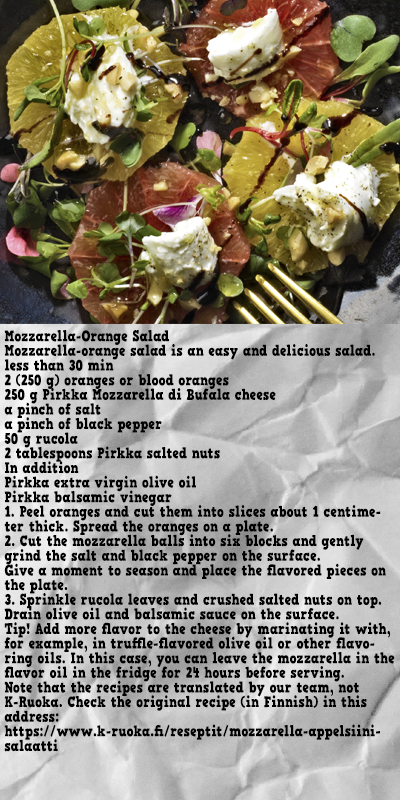 Mozzarella-Orange Salad
Mozzarella-orange salad is an easy and delicious salad.
less than 30 min
2 (250 g) oranges or blood oranges
250 g Pirkka Mozzarella di Bufala cheese
a pinch of salt
a pinch of black pepper
50 g rucola
2 tablespoons Pirkka salted nuts
In addition
Pirkka extra virgin olive oil
Pirkka balsamic vinegar
1. Peel oranges and cut them into slices about 1 centime-
ter thick. Spread the oranges on a plate.
2. Cut the mozzarella balls into six blocks and gently
grind the salt and black pepper on the surface.
Give a moment to season and place the flavored pieces on
the plate.
3. Sprinkle rucola leaves and crushed salted nuts on top.
Drain olive oil and balsamic sauce on the surface.
Tip! Add more flavor to the cheese by marinating it with,
for example, in truffle-flavored olive oil or other flavo-
ring oils. In this case, you can leave the mozzarella in the
flavor oil in the fridge for 24 hours before serving.
Note that the recipes are translated by our team, not
K-Ruoka. Check the original recipe (in Finnish) in this
address:
https://www.k-ruoka.fi/reseptit/mozzarella-appelsiini-
salaatti